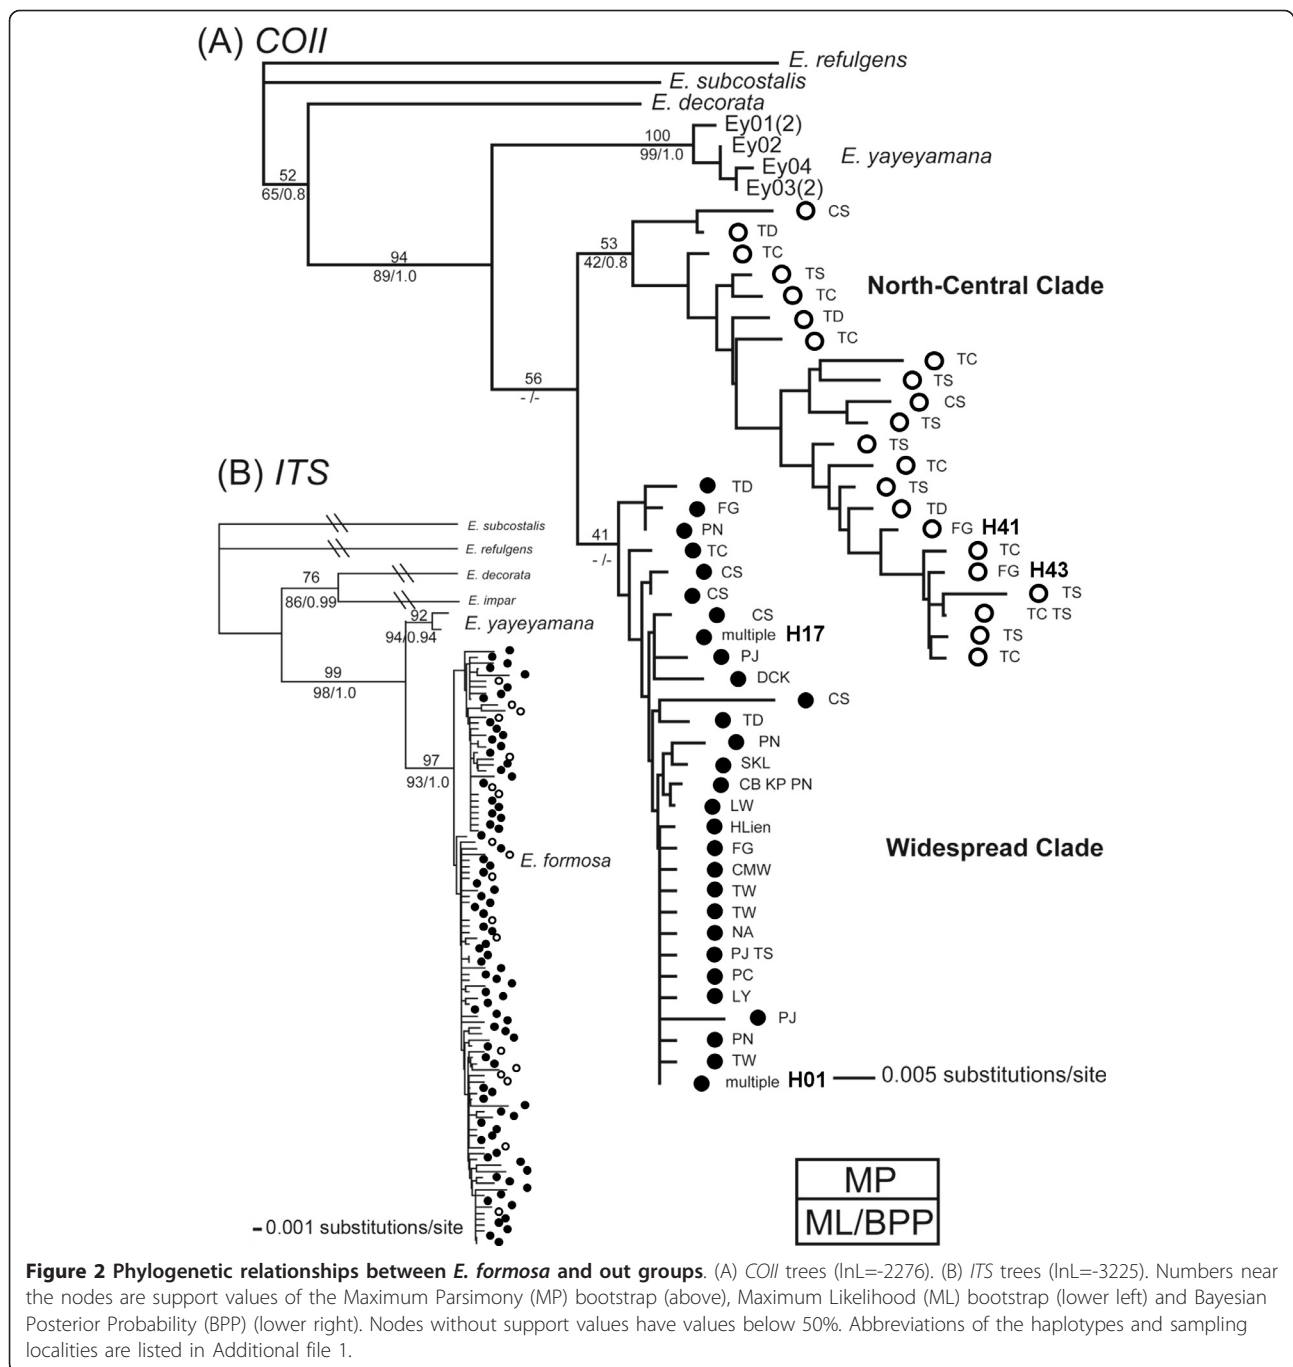 (A) COII
E. refulgens
E. subcostalis
E. decorata
Ey01(2)
100
Ey02
99/1.0
E. yayeyamana
Ey04
52
Ey03(2)
65/0.8
CS
TD
53
TC
94
42/0.8
89/1.0
TS
North-Central Clade
TC
TD
TC
TC
56
TS
- /-
CS
TS
TS
(B) ITS
TC
TD
TS
FG
TD
E. subcostalis
PN
FG H41
41
TC
TC
E. refulgens
- /-
CS
FG H43
76
E. decorata
CS
TS
86/0.99
E. impar
CS
TC TS
92
E. yayeyamana
multiple H17
TS
94/0.94
PJ
TC
99
DCK
98/1.0
CS
TD
PN
97
SKL
93/1.0
CB KP PN
LW
HLien
FG
Widespread Clade
E. formosa
CMW
TW
TW
NA
PJ TS
PC
LY
PJ
PN
TW
multiple H01
0.005 substitutions/site
MP
ML/BPP
0.001 substitutions/site
Figure 2 Phylogenetic relationships between E. formosa and out groups. (A) COII trees (lnL=-2276). (B) ITS trees (lnL=-3225). Numbers near
the nodes are support values of the Maximum Parsimony (MP) bootstrap (above), Maximum Likelihood (ML) bootstrap (lower left) and Bayesian
Posterior Probability (BPP) (lower right). Nodes without support values have values below 50%. Abbreviations of the haplotypes and sampling
localities are listed in Additional file 1.